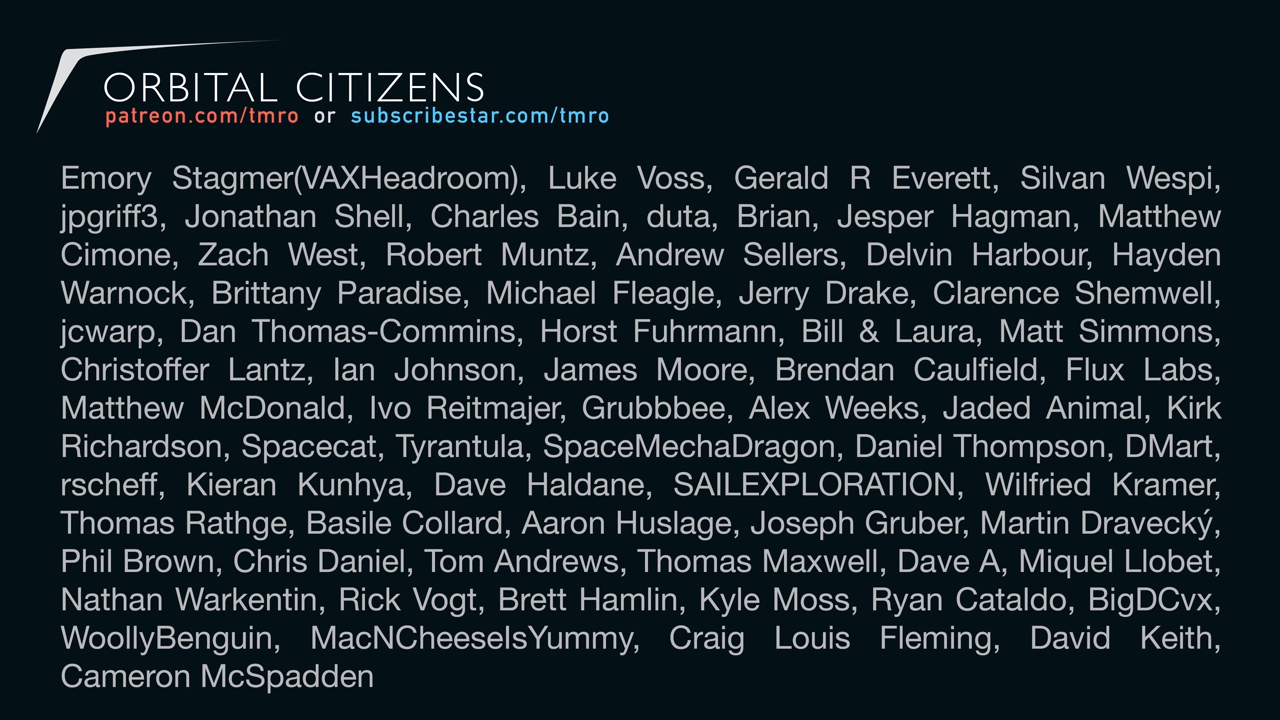 ORBITAL CITIZENS
patreon.com/tmro or subscribestar.com/tmro
Emory Stagmer(VAXHeadroom), Luke Voss, Gerald R Everett, Silvan Wespi,
jpgriff3, Jonathan Shell, Charles Bain, duta, Brian, Jesper Hagman, Matthew
Cimone, Zach West, Robert Muntz, Andrew Sellers, Delvin Harbour, Hayden
Warnock, Brittany Paradise, Michael Fleagle, Jerry Drake, Clarence Shemwell,
jcwarp, Dan Thomas-Commins, Horst Fuhrmann, Bill & Laura, Matt Simmons,
Christoffer Lantz, Ian Johnson, James Moore, Brendan Caulfield, Flux Labs,
Matthew McDonald, Ivo Reitmajer, Grubbbee, Alex Weeks, Jaded Animal, Kirk
Richardson, Spacecat, Tyrantula, SpaceMechaDragon, Daniel Thompson, DMart,
rscheff, Kieran Kunhya, Dave Haldane, SAILEXPLORATION, Wilfried Kramer,
Thomas Rathge, Basile Collard, Aaron Huslage, Joseph Gruber, Martin Dravecký,
Phil Brown, Chris Daniel, Tom Andrews, Thomas Maxwell, Dave A, Miquel Llobet,
Nathan Warkentin, Rick Vogt, Brett Hamlin, Kyle Moss, Ryan Cataldo, BigDCvx,
WoollyBenguin, MacNCheeseIsYummy, Craig Louis Fleming, David Keith,
Cameron McSpadden